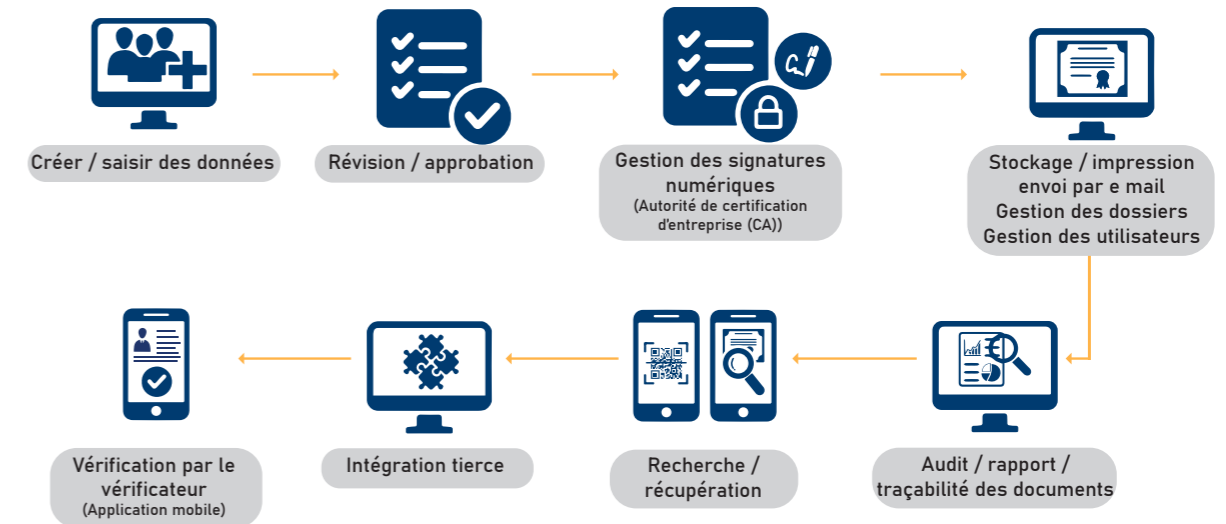 Créer / saisir des données
Révision / approbation
Gestion des signatures
numériques
(Autorité de certification
d'entreprise (CA))
Stockage / impression
envoi par e mail
Gestion des dossiers
Gestion des utilisateurs
Vérification par le
vérificateur
(Application mobile)
Intégration tierce
Recherche /
récupération
Audit / rapport /
traçabilité des documents